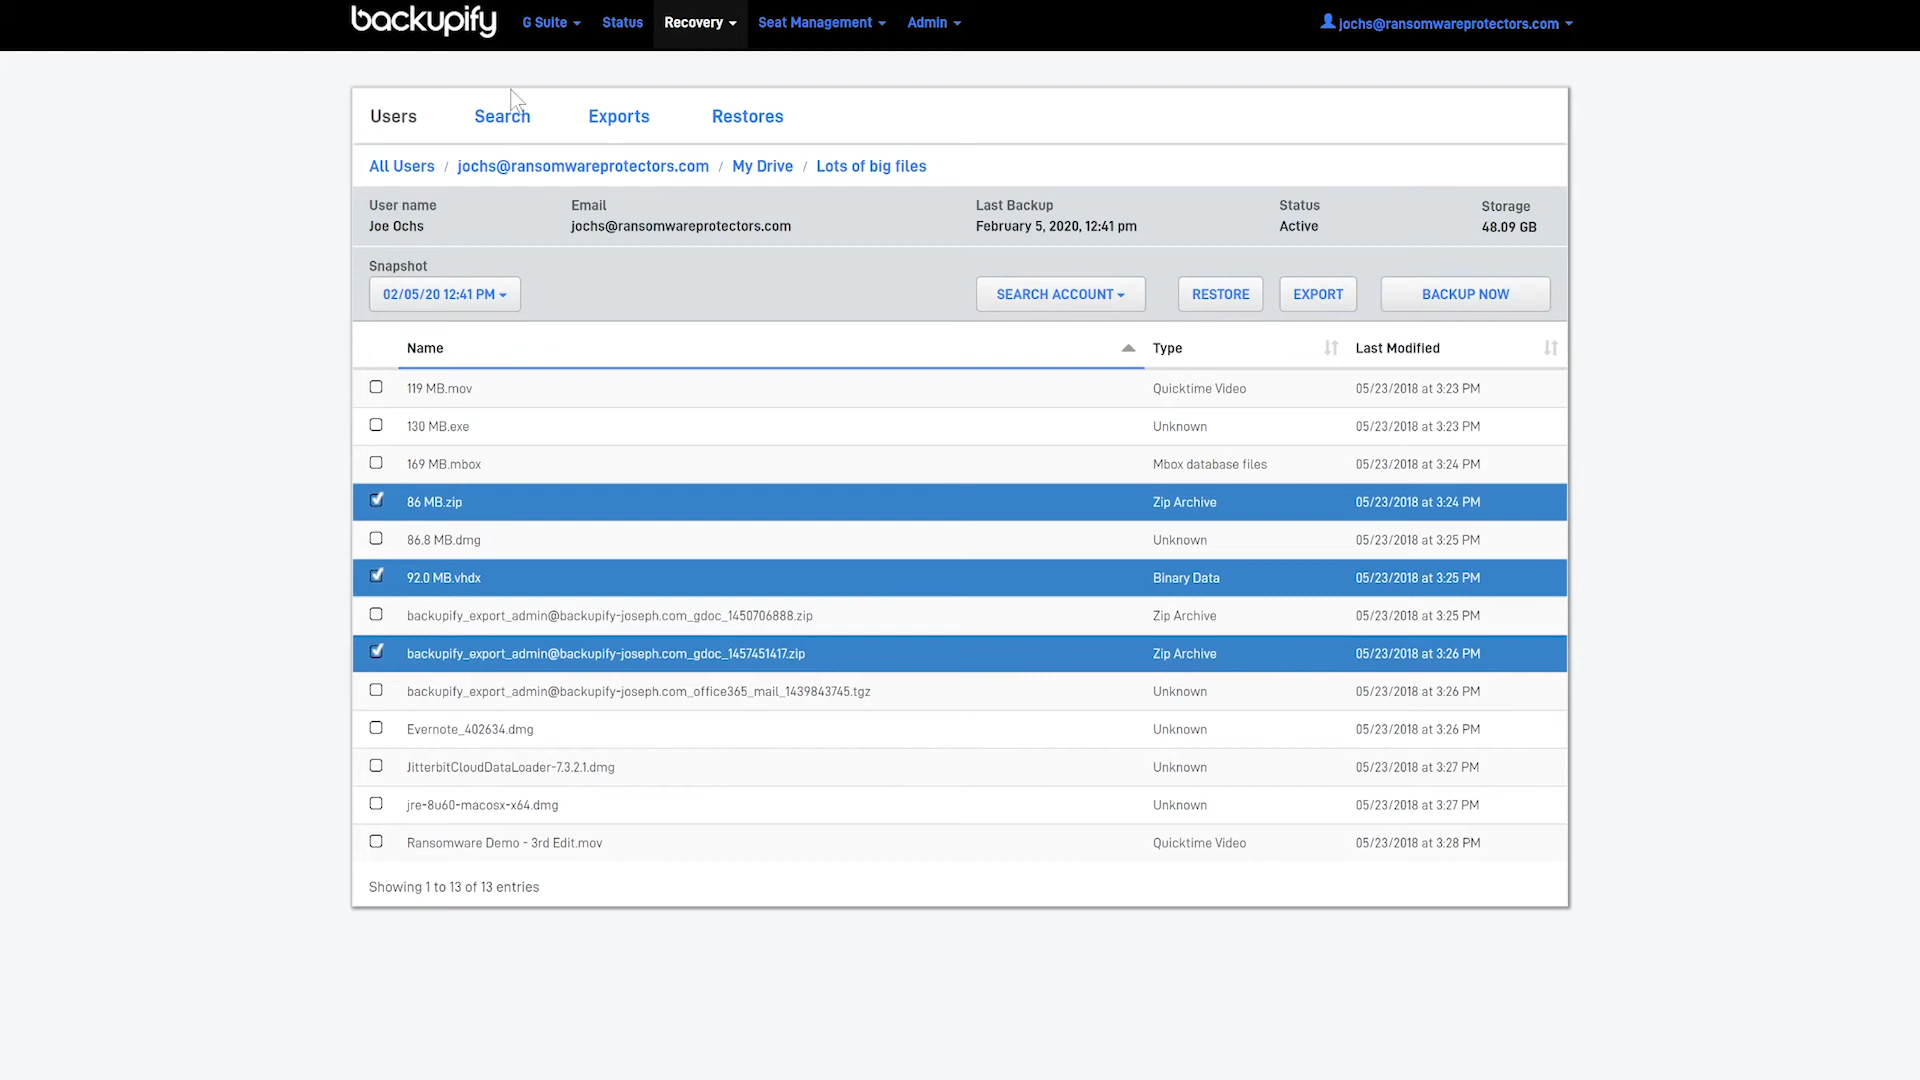 backupify G Suite Status Recovery Seat Management Admin jochs@ransomwareprotectors.com
Users Search Exports Restores
All Users / jochs@ransomwareprotectors.com / My Drive / Lots of big files
User name Email Last Backup Status Storage
Joe Ochs jochs@ransomwareprotectors.com February 5, 2020, 12:41 pm Active 48.09 GB
Snapshot
02/05/20 12:41 PM SEARCH ACCOUNT RESTORE EXPORT BACKUP NOW
Name Type Last Modified
119 MB.mov Quicktime Video 05/23/2018 at 3:23 PM
130 MB.exe Unknown 05/23/2018 at 3:23 PM
169 MB.mbox Mbox database files 05/23/2018 at 3:24 PM
86 MB.zip Zip Archive 05/23/2018 at 3:24 PM
86.8 MB.dmg Unknown 05/23/2018 at 3:25 PM
92.0 MB.vhdx Binary Data 05/23/2018 at 3:25 PM
backupify_export_admin@backupify-joseph.com_gdoc_1450706888.zip Zip Archive 05/23/2018 at 3:25 PM
backupify_export_admin@backupify-joseph.com_gdoc_1457451417.zip Zip Archive 05/23/2018 at 3:26 PM
backupify_export_admin@backupify-joseph.com_office365_mail_1439843745.tgz Unknown 05/23/2018 at 3:26 PM
Evernote_402634.dmg Unknown 05/23/2018 at 3:26 PM
JitterbitCloudDataLoader-7.3.2.1.dmg Unknown 05/23/2018 at 3:27 PM
jre-8u60-macosx-x64.dmg Unknown 05/23/2018 at 3:27 PM
Ransomware Demo - 3rd Edit.mov Quicktime Video 05/23/2018 at 3:28 PM
Showing 1 to 13 of 13 entries